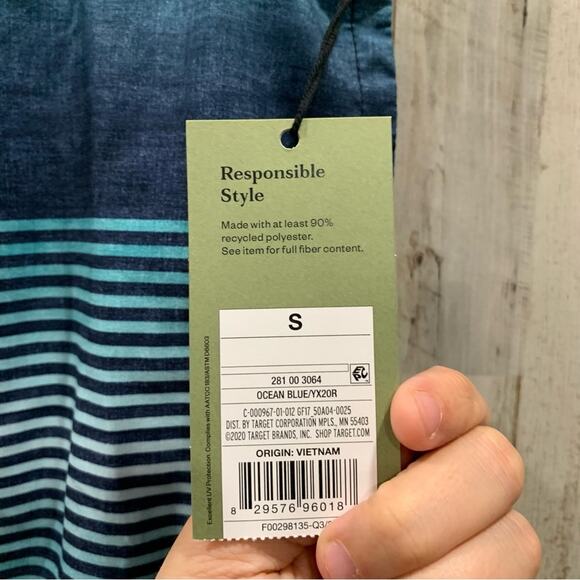 Responsible
Style
Made with at least 90%
recycled polyester.
See item for full fiber content.
S
281 00 3064
OCEAN BLUE/YX20R
C-000967-01-012 GF17_50A04-0025
DIST. BY TARGET CORPORATION MPLS., MN 55403
©2020 TARGET BRANDS, INC. SHOP TARGET.COM
ORIGIN: VIETNAM
8 29576 96018
F00298135-Q3/
Excellent UV Protection. Complies with AATCC 183/ASTM D6603